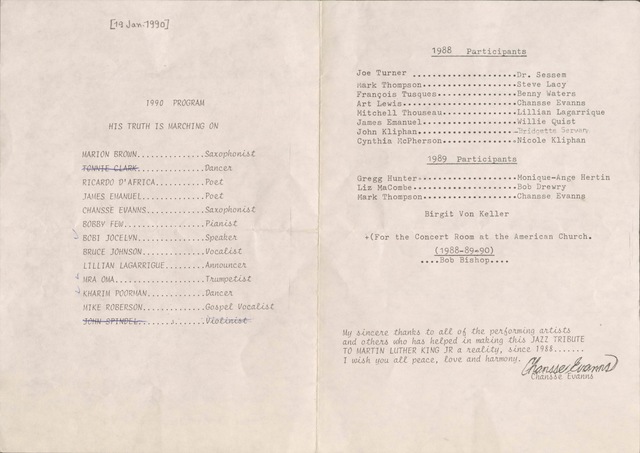 [19 Jan. 1990]
1990 PROGRAM
HIS TRUTH IS MARCHING ON
MARION BROWN...............Saxophonist
TONNIE CLARK...............Dancer
RICARDO D'AFRICA...........Poet
JAMES EMANUEL..............Poet
CHANSSE EVANNS.............Saxophonist
BOBBY FEW..................Pianist
BOBI JOCELYN...............Speaker
BRUCE JOHNSON..............Vocalist
LILLIAN LAGARRIGUE.........Announcer
MRA OMA....................Trumpetist
KHARIM POORMAN.............Dancer
MIKE ROBERSON..............Gospel Vocalist
JOHN SPINDEL......s......Violinist
1988 Participants
Joe Turner .....................Dr. Sessem
Mark Thompson...................Steve Lacy
François Tusques................Benny Waters
Art Lewis.......................Chansse Evanns
Mitchell Thouseau...............Lillian Lagarrique
James Emanuel...................Willie Quist
John Kliphan....................Bridgette
Cynthia McPherson...............Nicole Kliphan
1989 Participants
Gregg Hunter....................Monique-Ange Hertin
Liz MaCombe.....................Bob Drewry
Mark Thompson...................Chansse Evanns
Birgit Von Keller
+(For the Concert Room at the American Church.
(1988-89+90)
....Bob Bishop....
My sincere thanks to all of the performing artists
and others who has helped in making this JAZZ TRIBUTE
TO MARTIN LUTHER KING JR a reality, since 1988.......
I wish you all peace, love and harmony.
Chansse Evanns
Chansse Evanns